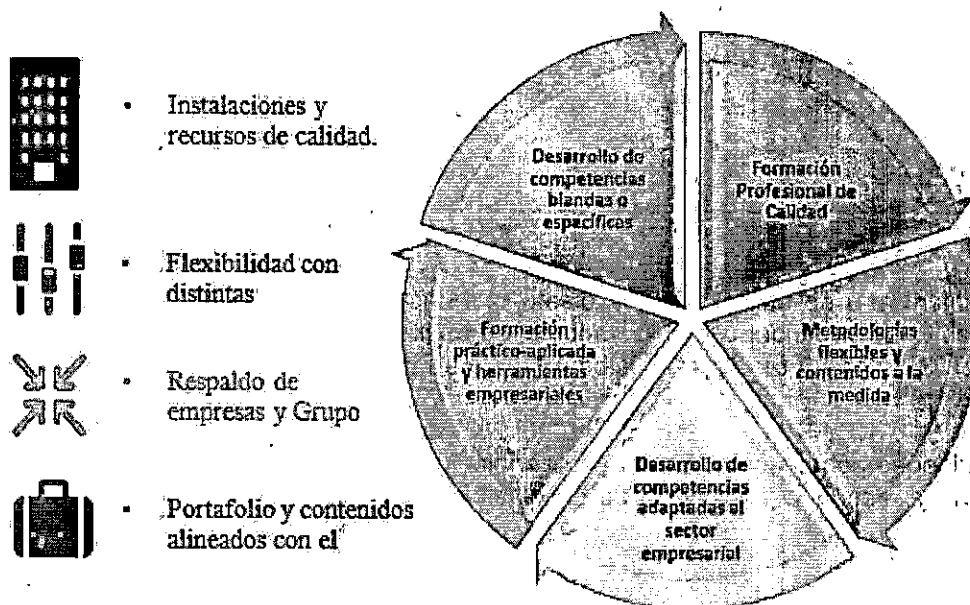 Instalaciones y
recursos de calidad.
Flexibilidad con
distintas
Respaldo de
empresas y Grupo
Portafolio y contenidos
alineados con el
Desarrollo de
competencias
blandas o
específicas
Formación
Profesional de
Calidad
Metodologías
flexibles y
contenidos a la
medida
Desarrollo de
competencias
adaptadas al
sector
empresarial
Formación
práctico-aplicada
y herramientas
empresariales